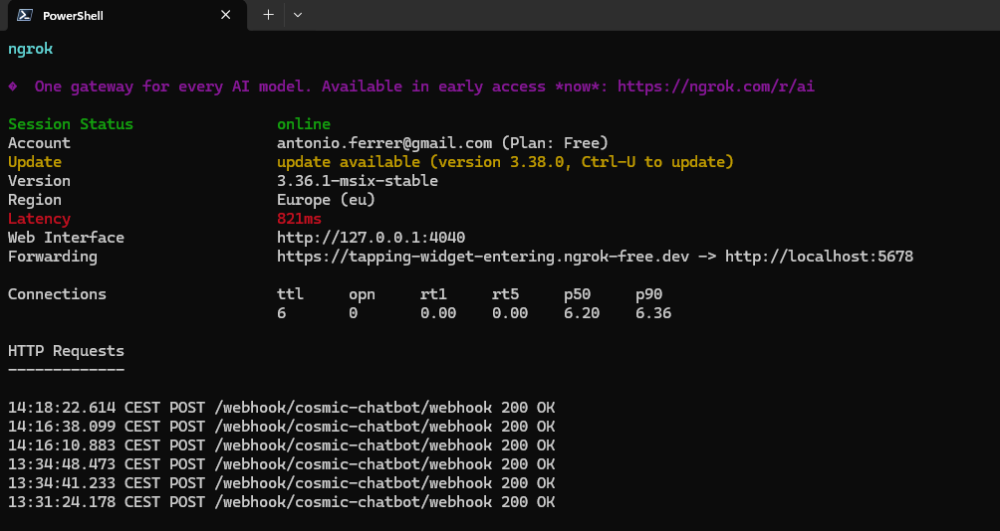 PowerShell
ngrok
� One gateway for every AI model. Available in early access *now*: https://ngrok.com/r/ai
Session Status online
Account antonio.ferrer@gmail.com (Plan: Free)
Update update available (version 3.38.0, Ctrl-U to update)
Version 3.36.1-msix-stable
Region Europe (eu)
Latency 821ms
Web Interface http://127.0.0.1:4040
Forwarding https://tapping-widget-entering.ngrok-free.dev -> http://localhost:5678
Connections ttl opn rt1 rt5 p50 p90
6 0 0.00 0.00 6.20 6.36
HTTP Requests
-------------
14:18:22.614 CEST POST /webhook/cosmic-chatbot/webhook 200 OK
14:16:38.099 CEST POST /webhook/cosmic-chatbot/webhook 200 OK
14:16:10.883 CEST POST /webhook/cosmic-chatbot/webhook 200 OK
13:34:48.473 CEST POST /webhook/cosmic-chatbot/webhook 200 OK
13:34:41.233 CEST POST /webhook/cosmic-chatbot/webhook 200 OK
13:31:24.178 CEST POST /webhook/cosmic-chatbot/webhook 200 OK